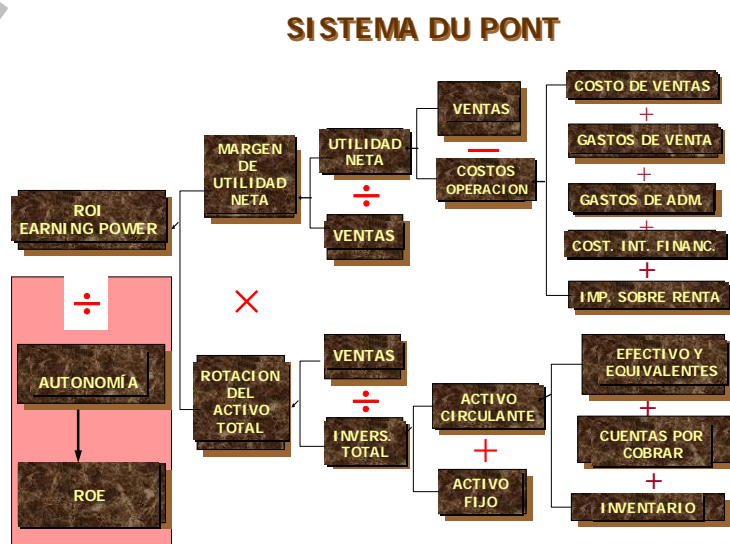 SISTEMA DU PONT
COSTO DE VENTAS
+
GASTOS DE VENTA
+
GASTOS DE ADM.
+
COST. INT. FINANC.
+
IMP. SOBRE RENTA
VENTAS
—
COSTOS
OPERACION
UTILIDAD
NETA
÷
VENTAS
MARGEN
DE
UTILIDAD
NETA
ROI
EARNING POWER
÷
×
AUTONOMÍA
ROE
ROTACION
DEL
ACTIVO
TOTAL
VENTAS
÷
INVERS.
TOTAL
ACTIVO
CIRCULANTE
+
ACTIVO
FIJO
EFECTIVO Y
EQUIVALENTES
+
CUENTAS POR
COBRAR
+
INVENTARIO